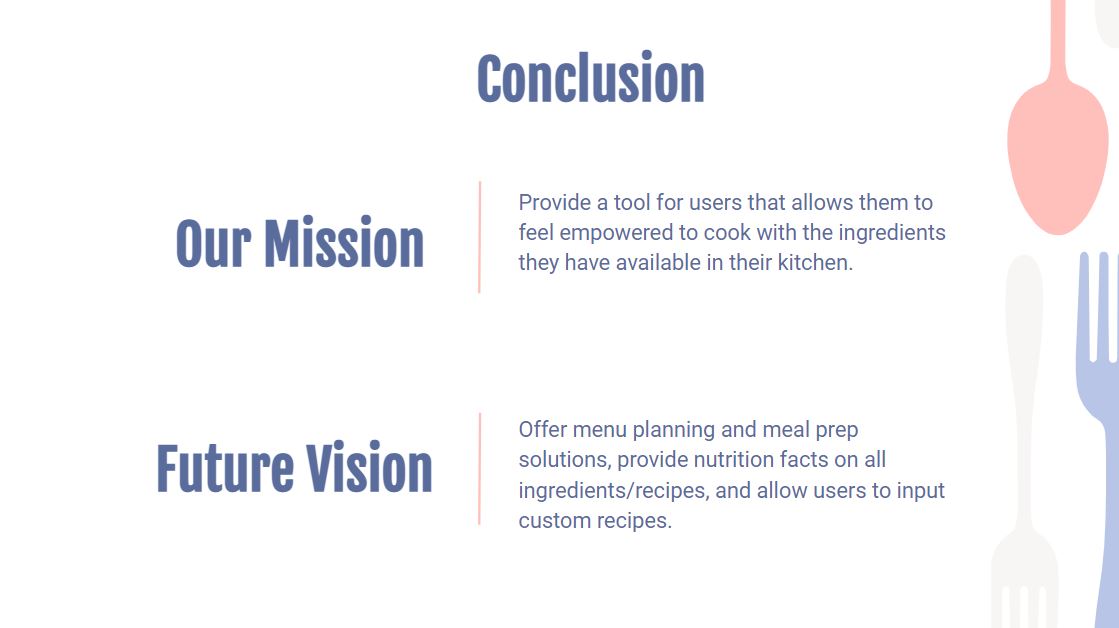 Conclusion
Our Mission
Provide a tool for users that allows them to
feel empowered to cook with the ingredients
they have available in their kitchen.
Future Vision
Offer menu planning and meal prep
solutions, provide nutrition facts on all
ingredients/recipes, and allow users to input
custom recipes.